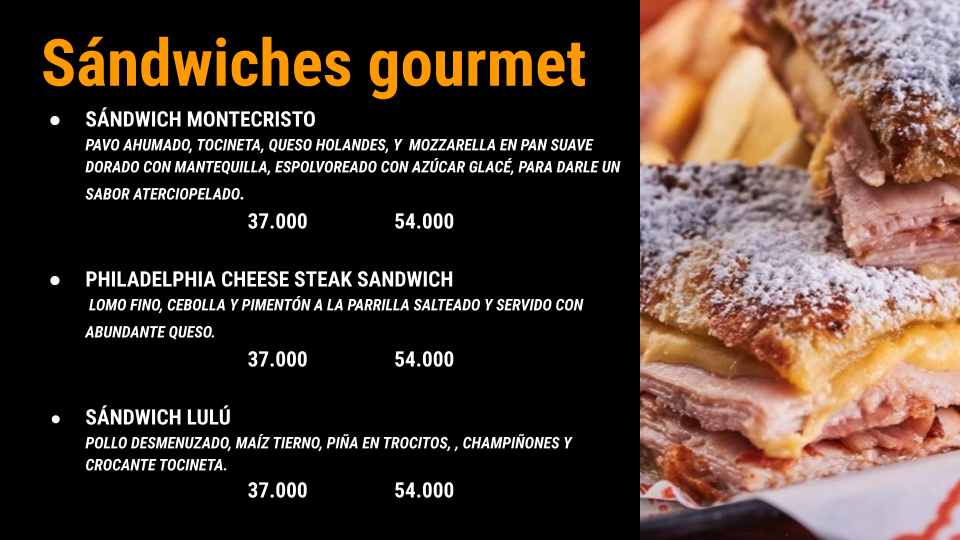 Sándwiches gourmet
● SÁNDWICH MONTECRISTO
PAVO AHUMADO, TOCINETA, QUESO HOLANDES, Y MOZZARELLA EN PAN SUAVE
DORADO CON MANTEQUILLA, ESPOLVOREADO CON AZÚCAR GLACÉ, PARA DARLE UN
SABOR ATERCIOPELADO.
37.000 54.000
● PHILADELPHIA CHEESE STEAK SANDWICH
LOMO FINO, CEBOLLA Y PIMENTÓN A LA PARRILLA SALTEADO Y SERVIDO CON
ABUNDANTE QUESO.
37.000 54.000
● SÁNDWICH LULÚ
POLLO DESMENUZADO, MAÍZ TIERNO, PIÑA EN TROCITOS, , CHAMPIÑONES Y
CROCANTE TOCINETA.
37.000 54.000